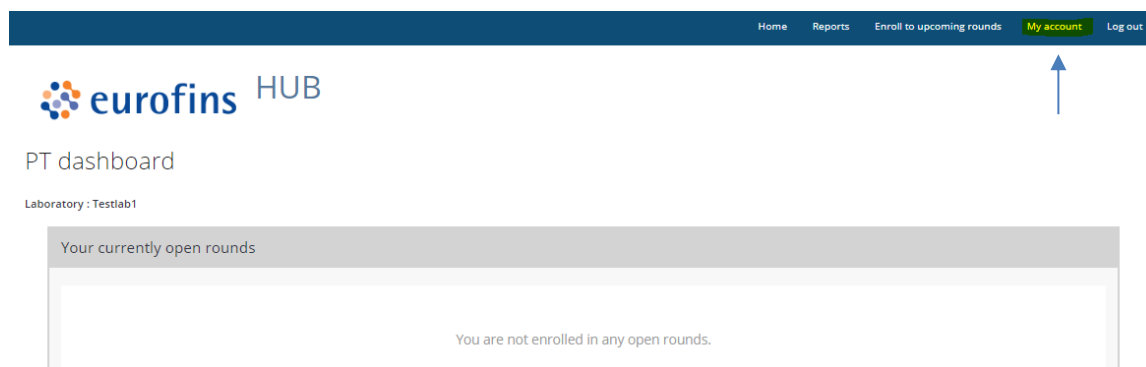 Home Reports Enroll to upcoming rounds My account Log out
eurofins HUB
PT dashboard
Laboratory : Testlab1
Your currently open rounds
You are not enrolled in any open rounds.